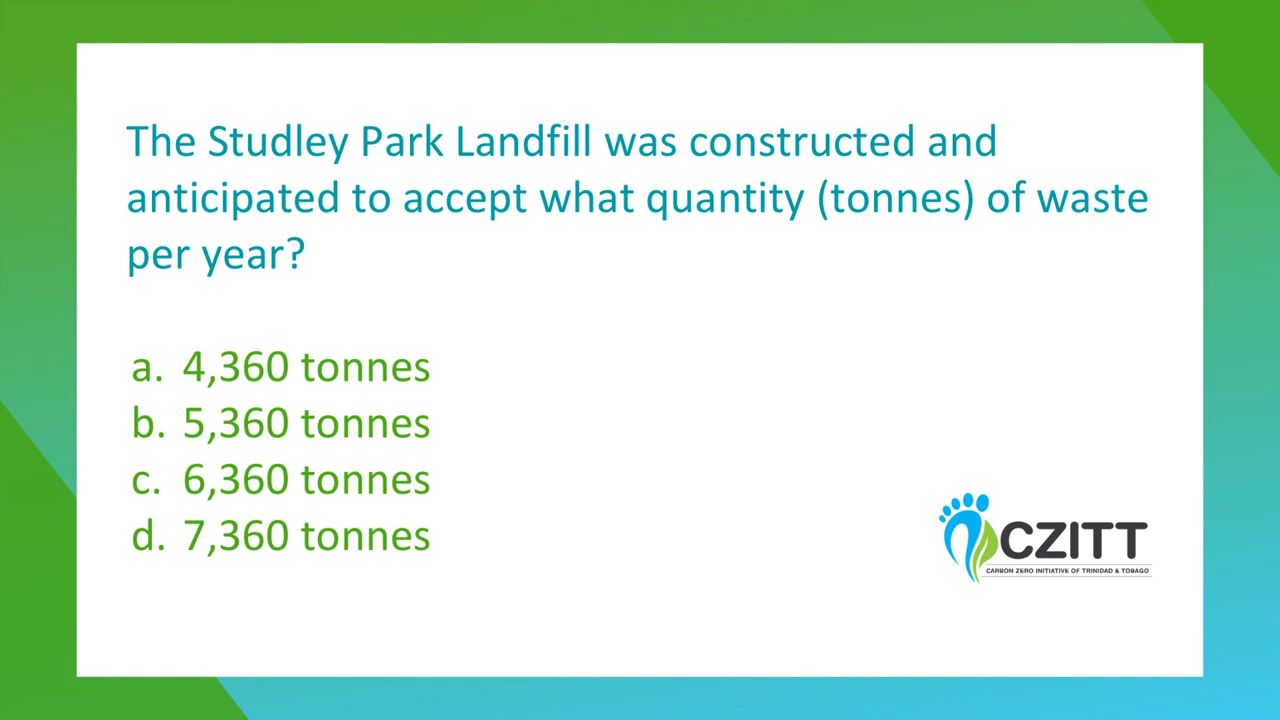 The Studley Park Landfill was constructed and
anticipated to accept what quantity (tonnes) of waste
per year?
a. 4,360 tonnes
b. 5,360 tonnes
c. 6,360 tonnes
d. 7,360 tonnes
CZITT
CARBON ZERO INITIATIVE OF TRINIDAD & TOBAGO